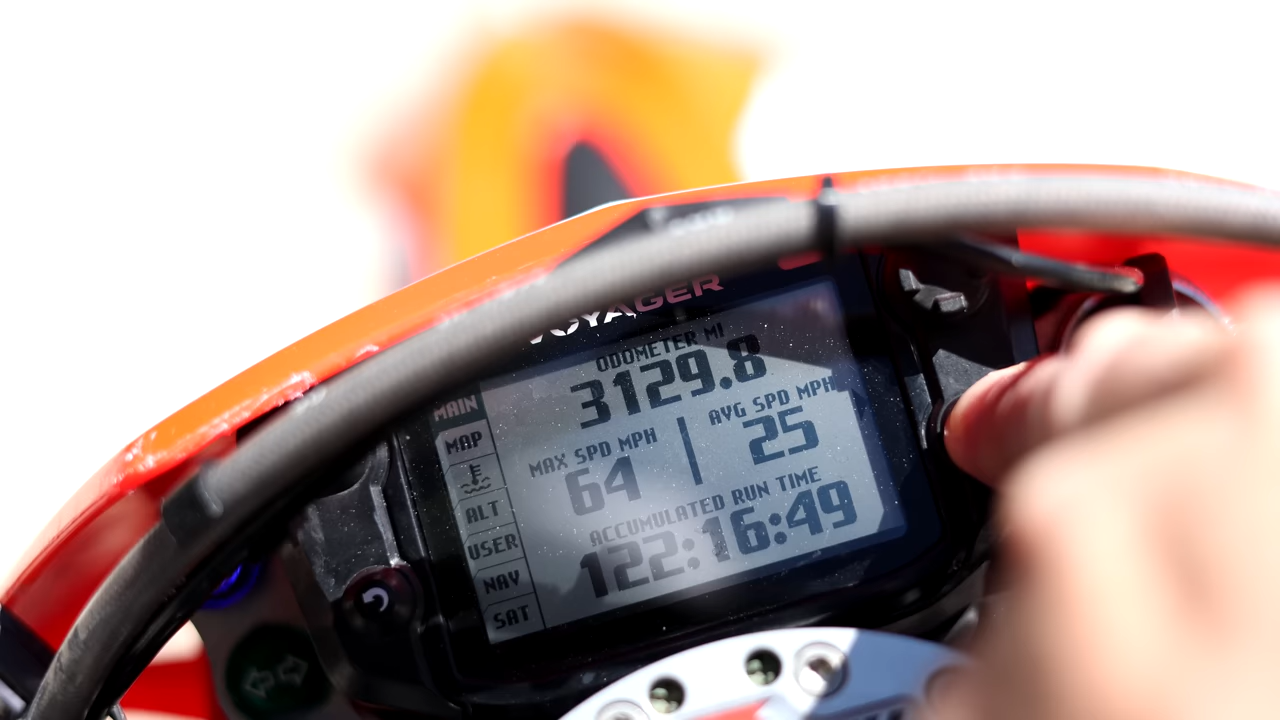 VOYAGER
ODOMETER MI
3129.8
MAX SPD MPH
64
AVG SPD MPH
25
ACCUMULATED RUN TIME
122:16:49
MAIN
MAP
ALT
USER
NAV
SAT